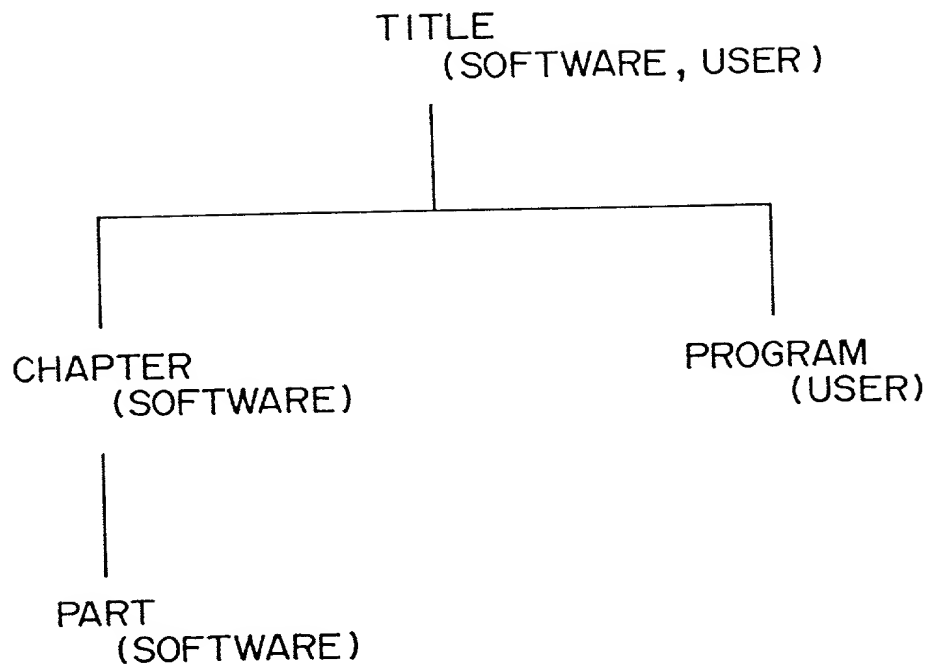 TITLE
(SOFTWARE, USER)
CHAPTER
(SOFTWARE)
PROGRAM
(USER)
PART
(SOFTWARE)